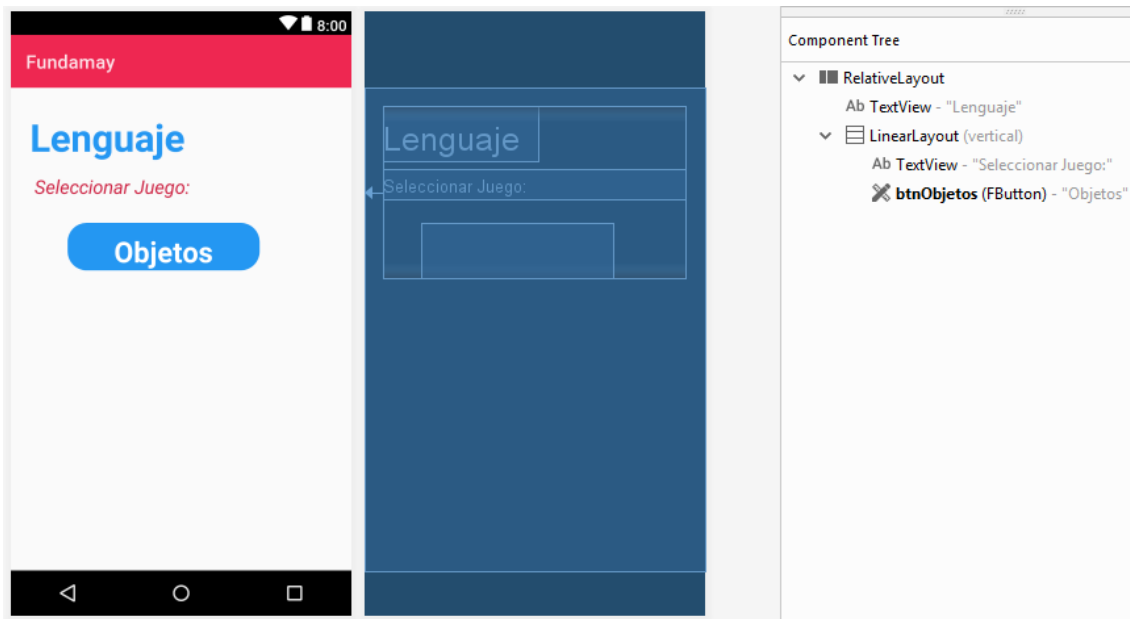 8:00
Fundamay
Lenguaje
Seleccionar Juego:
Objetos
Lenguaje
Seleccionar Juego:
Component Tree
RelativeLayout
Ab TextView - "Lenguaje"
LinearLayout (vertical)
Ab TextView - "Seleccionar Juego:"
btnObjetos (FButton) - "Objetos"